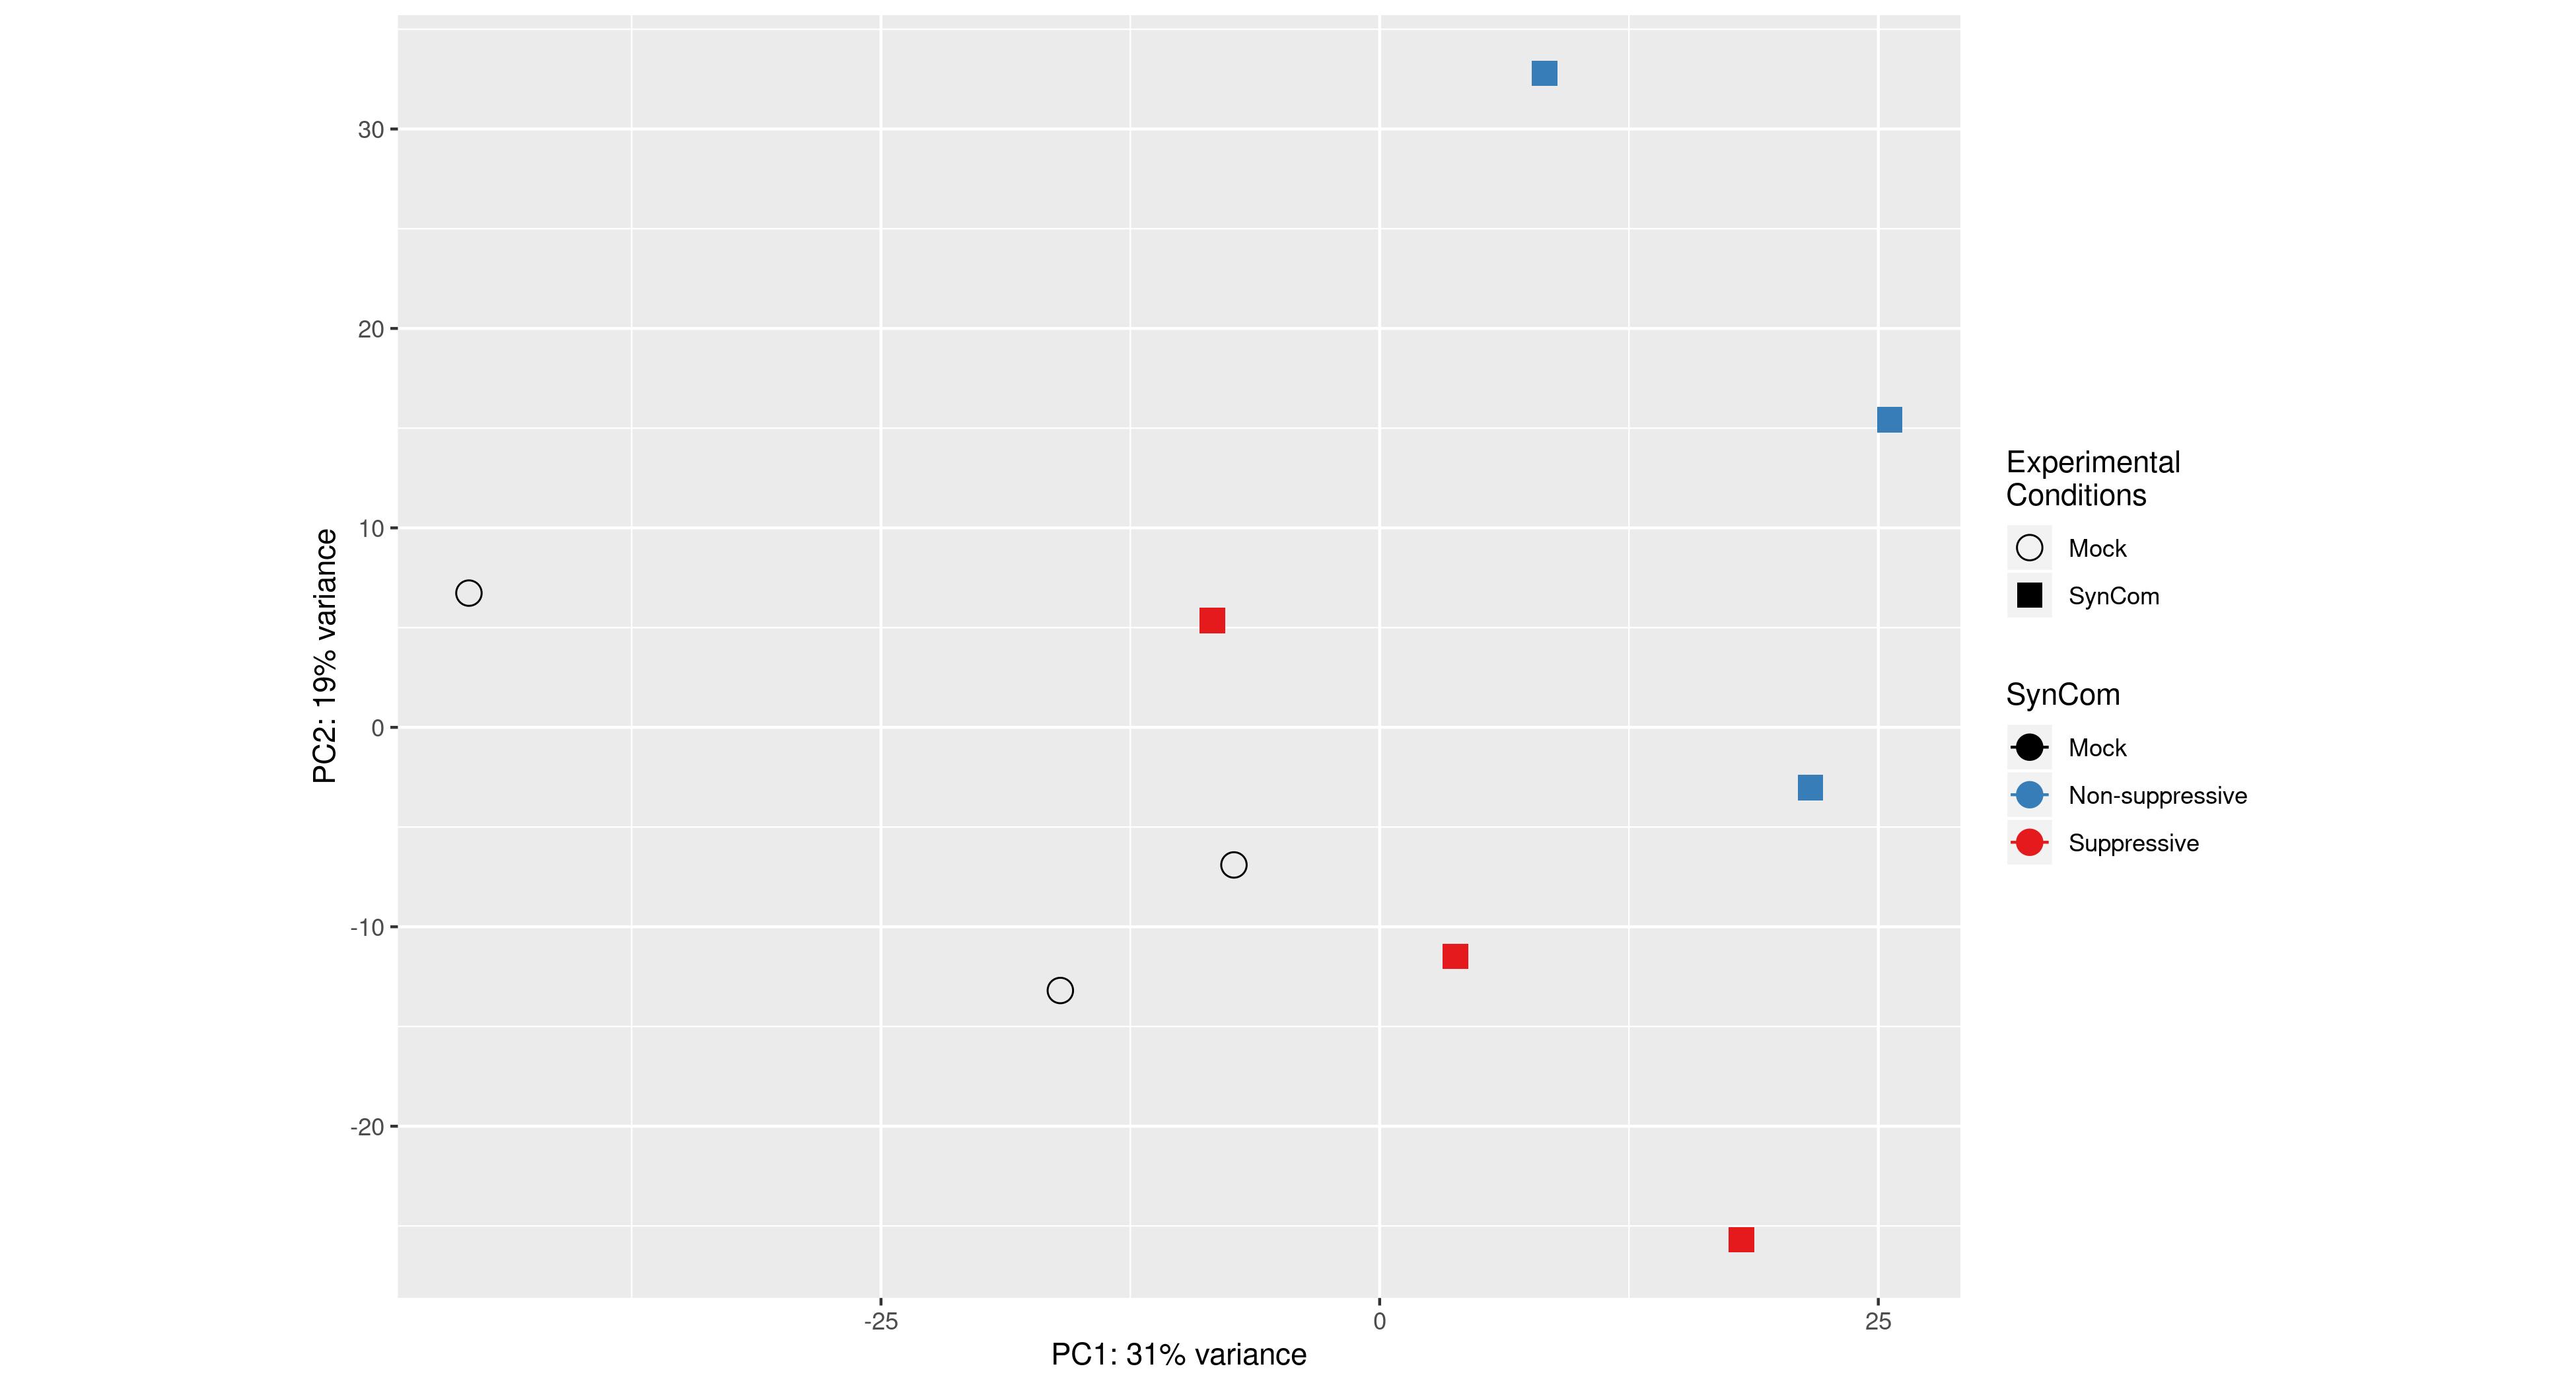 30
20
10
0
-10
-20
PC2: 19% variance
-25
0
25
PC1: 31% variance
Experimental
Conditions
Mock
SynCom
SynCom
Mock
Non-suppressive
Suppressive